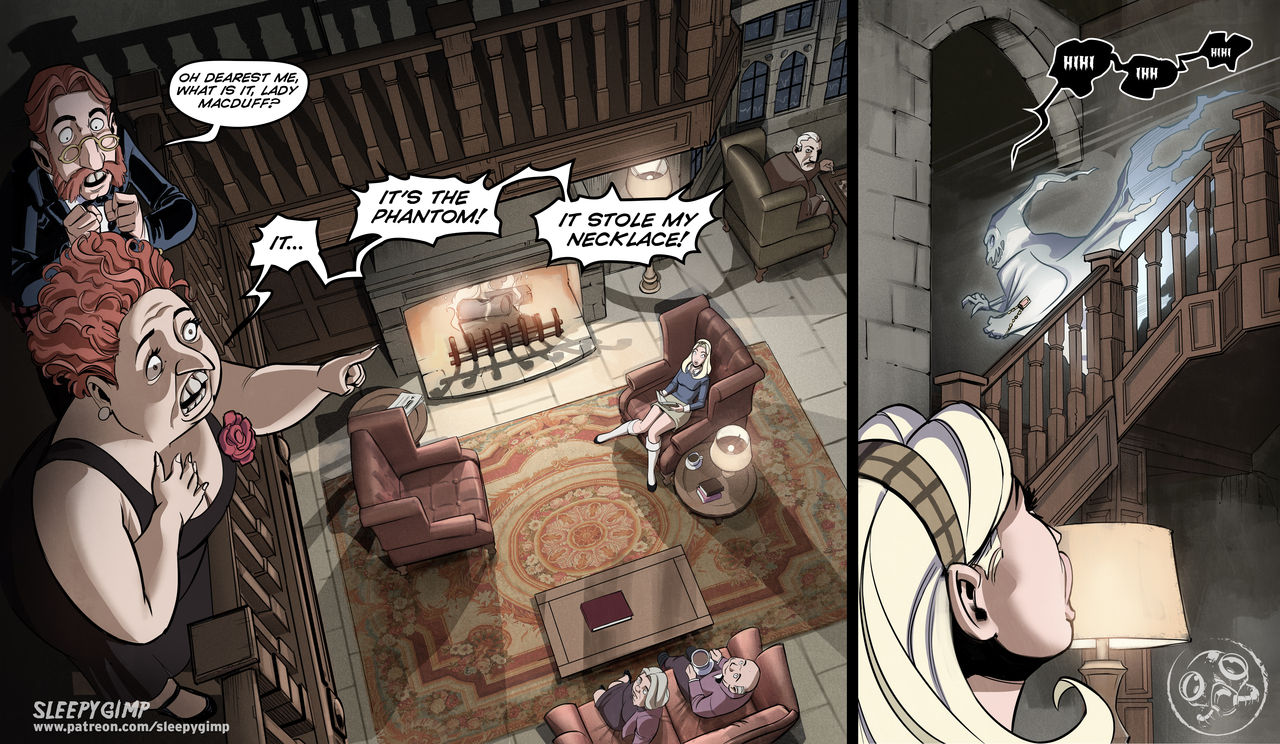 OH DEAREST ME,
WHAT IS IT, LADY
MACDUFF?
IT...
IT'S THE
PHANTOM!
IT STOLE MY
NECKLACE!
HIHI
IHH
HIHI
SLEEPYGIMP
www.patreon.com/sleepygimp